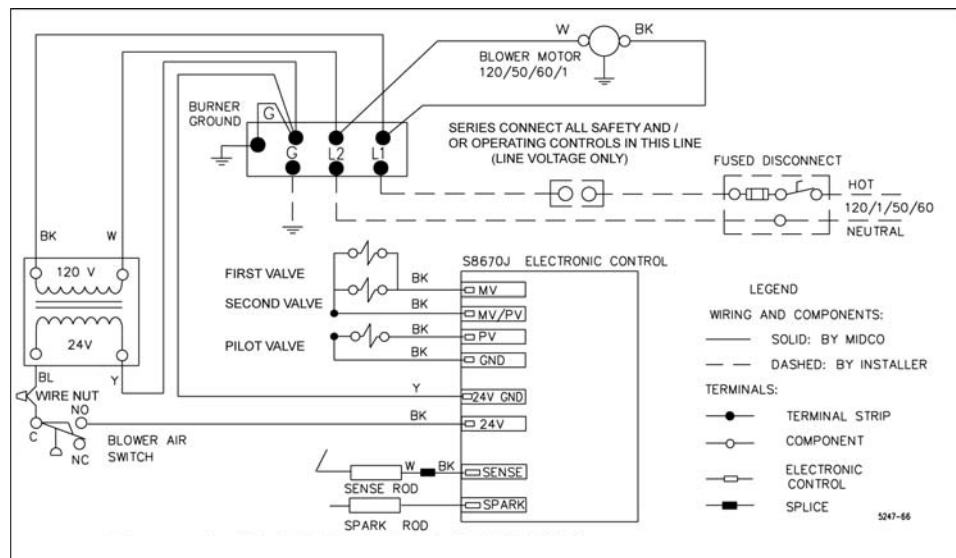 W
BK
BLOWER MOTOR
120/50/60/1
BURNER
GROUND
G
G
L2
L1
SERIES CONNECT ALL SAFETY AND /
OR OPERATING CONTROLS IN THIS LINE
(LINE VOLTAGE ONLY)
FUSED DISCONNECT
HOT
120/1/50/60
NEUTRAL
BK
W
120 V
24V
BL
Y
WIRE NUT
NO
C
NC
BLOWER AIR
SWITCH
FIRST VALVE
SECOND VALVE
PILOT VALVE
S8670J ELECTRONIC CONTROL
BK
MV
BK
MV/PV
BK
PV
BK
GND
Y
24V GND
BK
24V
W
BK
SENSE
SENSE ROD
SPARK
SPARK ROD
LEGEND
WIRING AND COMPONENTS:
SOLID: BY MIDCO
DASHED: BY INSTALLER
TERMINALS:
TERMINAL STRIP
COMPONENT
ELECTRONIC
CONTROL
SPLICE
5247-66